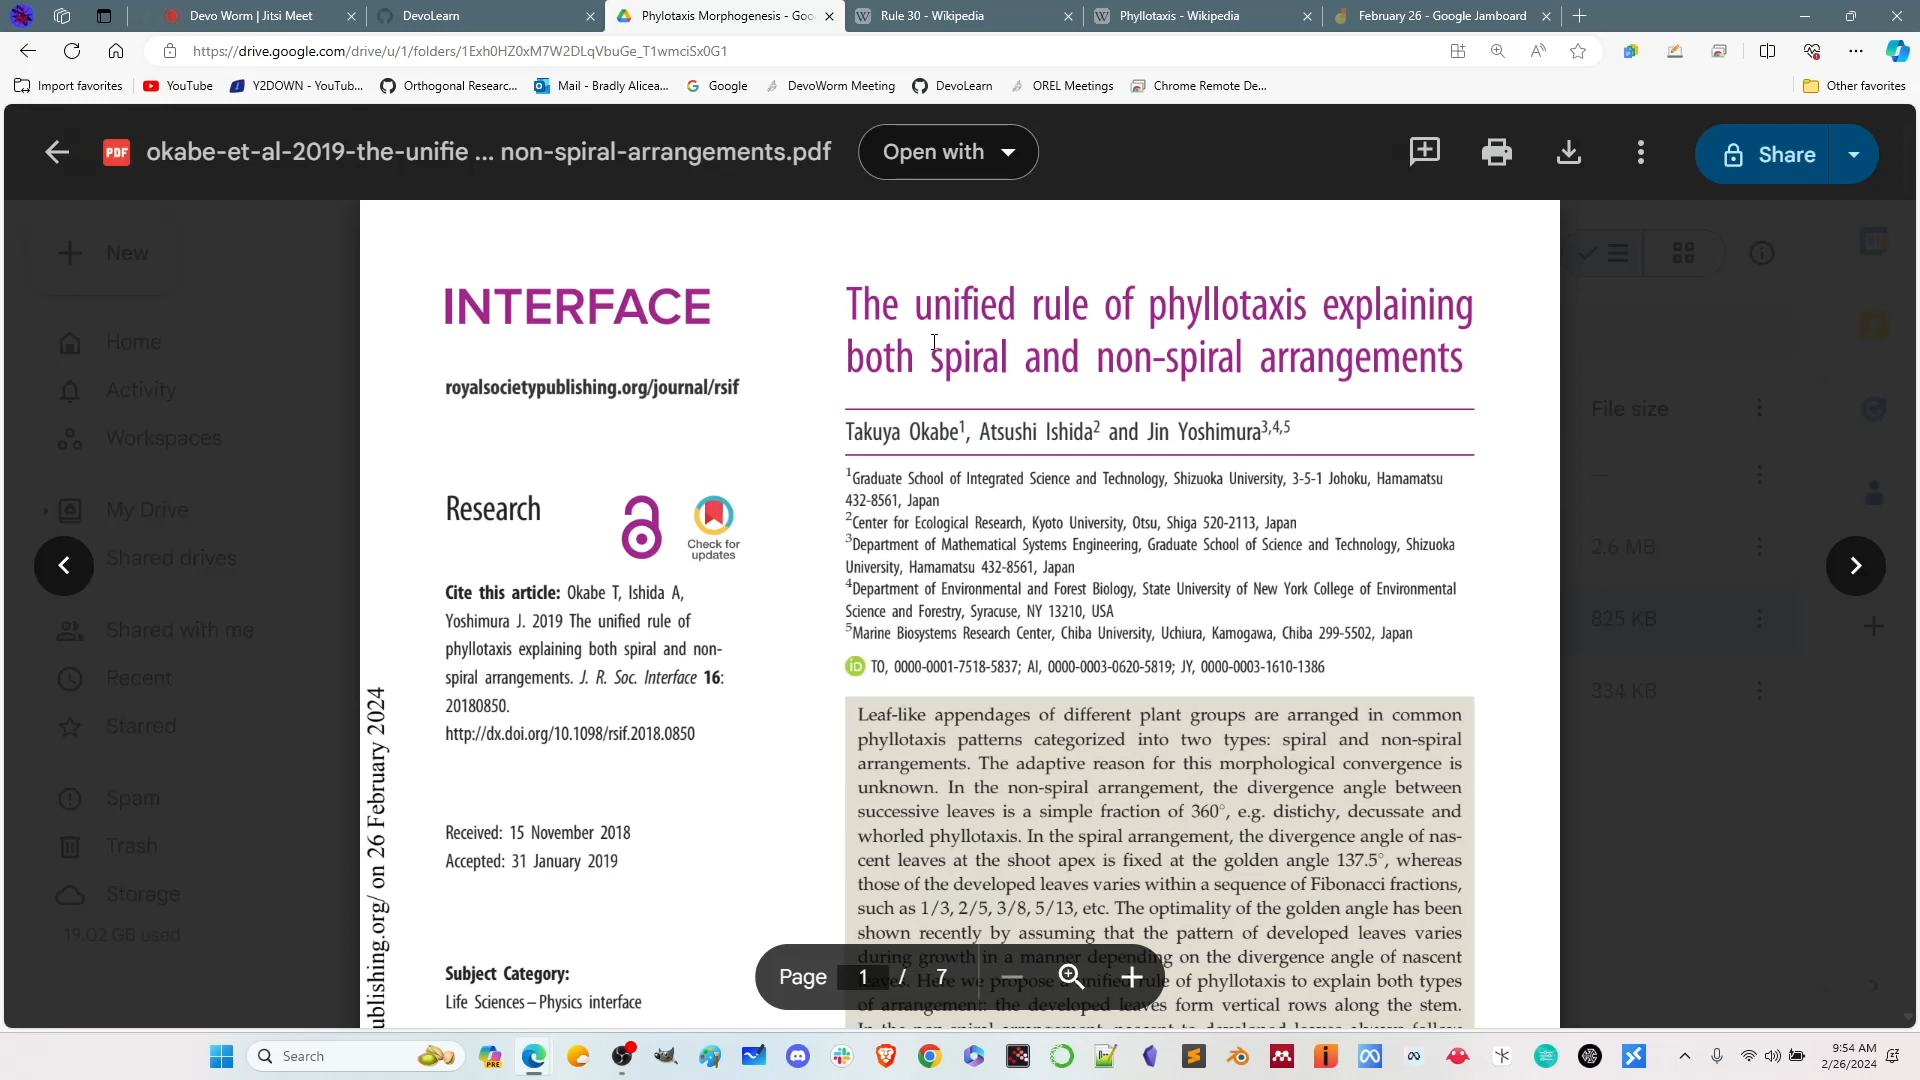 Devo Worm | Jitsi Meet
DevoLearn
Phylotaxis Morphogenesis - Goo
Rule 30 - Wikipedia
Phyllotaxis - Wikipedia
February 26 - Google Jamboard
https://drive.google.com/drive/u/1/folders/1Exh0HZ0xM7W2DLqVbuGe_T1wmciSx0G1
Import favorites
YouTube
Y2DOWN - YouTub...
Orthogonal Researc...
Mail - Bradly Alicea...
Google
DevoWorm Meeting
DevoLearn
OREL Meetings
Chrome Remote De...
Other favorites
PDF
okabe-et-al-2019-the-unifie ... non-spiral-arrangements.pdf
Open with
Share
New
Home
Activity
Workspaces
My Drive
Shared drives
Shared with me
Recent
Starred
Spam
Trash
Storage
19.02 GB used
File size
2.6 MB
825 KB
334 KB
INTERFACE
royalsocietypublishing.org/journal/rsif
Research
Check for
updates
Cite this article: Okabe T, Ishida A,
Yoshimura J. 2019 The unified rule of
phyllotaxis explaining both spiral and non-
spiral arrangements. J. R. Soc. Interface 16:
20180850.
http://dx.doi.org/10.1098/rsif.2018.0850
Received: 15 November 2018
Accepted: 31 January 2019
Subject Category:
Life Sciences–Physics interface
ublishing.org/ on 26 February 2024
The unified rule of phyllotaxis explaining
both spiral and non-spiral arrangements
Takuya Okabe1, Atsushi Ishida2 and Jin Yoshimura3,4,5
1Graduate School of Integrated Science and Technology, Shizuoka University, 3-5-1 Johoku, Hamamatsu
432-8561, Japan
2Center for Ecological Research, Kyoto University, Otsu, Shiga 520-2113, Japan
3Department of Mathematical Systems Engineering, Graduate School of Science and Technology, Shizuoka
University, Hamamatsu 432-8561, Japan
4Department of Environmental and Forest Biology, State University of New York College of Environmental
Science and Forestry, Syracuse, NY 13210, USA
5Marine Biosystems Research Center, Chiba University, Uchiura, Kamogawa, Chiba 299-5502, Japan
iD TO, 0000-0001-7518-5837; AI, 0000-0003-0620-5819; JY, 0000-0003-1610-1386
Leaf-like appendages of different plant groups are arranged in common
phyllotaxis patterns categorized into two types: spiral and non-spiral
arrangements. The adaptive reason for this morphological convergence is
unknown. In the non-spiral arrangement, the divergence angle between
successive leaves is a simple fraction of 360°, e.g. distichy, decussate and
whorled phyllotaxis. In the spiral arrangement, the divergence angle of nas-
cent leaves at the shoot apex is fixed at the golden angle 137.5°, whereas
those of the developed leaves varies within a sequence of Fibonacci fractions,
such as 1/3, 2/5, 3/8, 5/13, etc. The optimality of the golden angle has been
shown recently by assuming that the pattern of developed leaves varies
during growth in a manner depending on the divergence angle of nascent
leaves. Here we propose a unified rule of phyllotaxis to explain both types
of arrangement: the developed leaves form vertical rows along the stem.
Page 1 / 7
Search
PRE
9:54 AM
2/26/2024